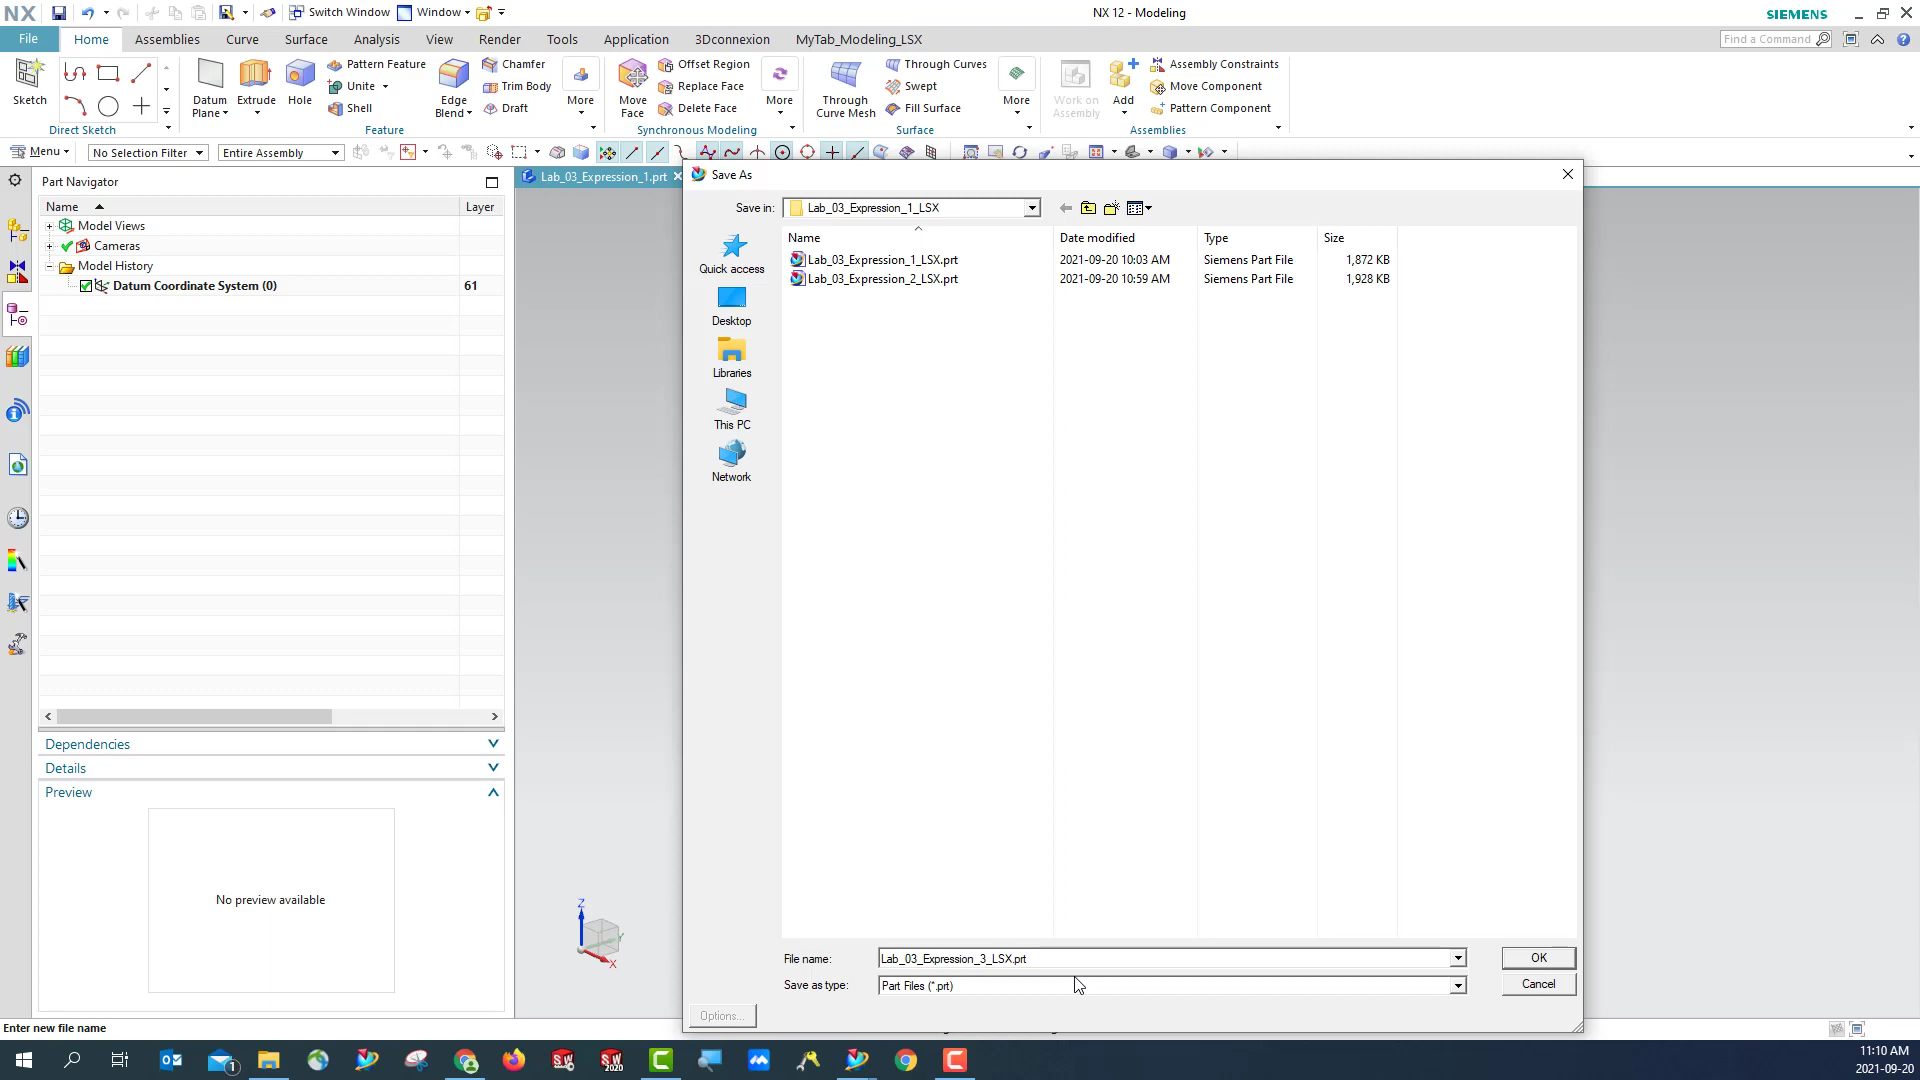 NX Switch Window Window NX 12 - Modeling SIEMENS
File Home Assemblies Curve Surface Analysis View Render Tools Application 3Dconnexion MyTab_Modeling_LSX Find a Command
Sketch
Datum Plane
Extrude
Hole
Pattern Feature
Unite
Shell
Edge Blend
Chamfer
Trim Body
Draft
More
Move Face
Offset Region
Replace Face
Delete Face
More
Through Curve Mesh
Through Curves
Swept
Fill Surface
More
Work on Assembly
Add
Assembly Constraints
Move Component
Pattern Component
Direct Sketch Feature Synchronous Modeling Surface Assemblies
Menu No Selection Filter Entire Assembly
Part Navigator
Name Layer
Model Views
Cameras
Model History
Datum Coordinate System (0) 61
Dependencies
Details
Preview
No preview available
Lab_03_Expression_1.prt
Z
Y
X
Save As
Save in: Lab_03_Expression_1_LSX
Quick access
Desktop
Libraries
This PC
Network
Name Date modified Type Size
Lab_03_Expression_1_LSX.prt 2021-09-20 10:03 AM Siemens Part File 1,872 KB
Lab_03_Expression_2_LSX.prt 2021-09-20 10:59 AM Siemens Part File 1,928 KB
File name: Lab_03_Expression_3_LSX.prt OK
Save as type: Part Files (*.prt) Cancel
Options...
Enter new file name
1
SW
SW 2020
11:10 AM
2021-09-20